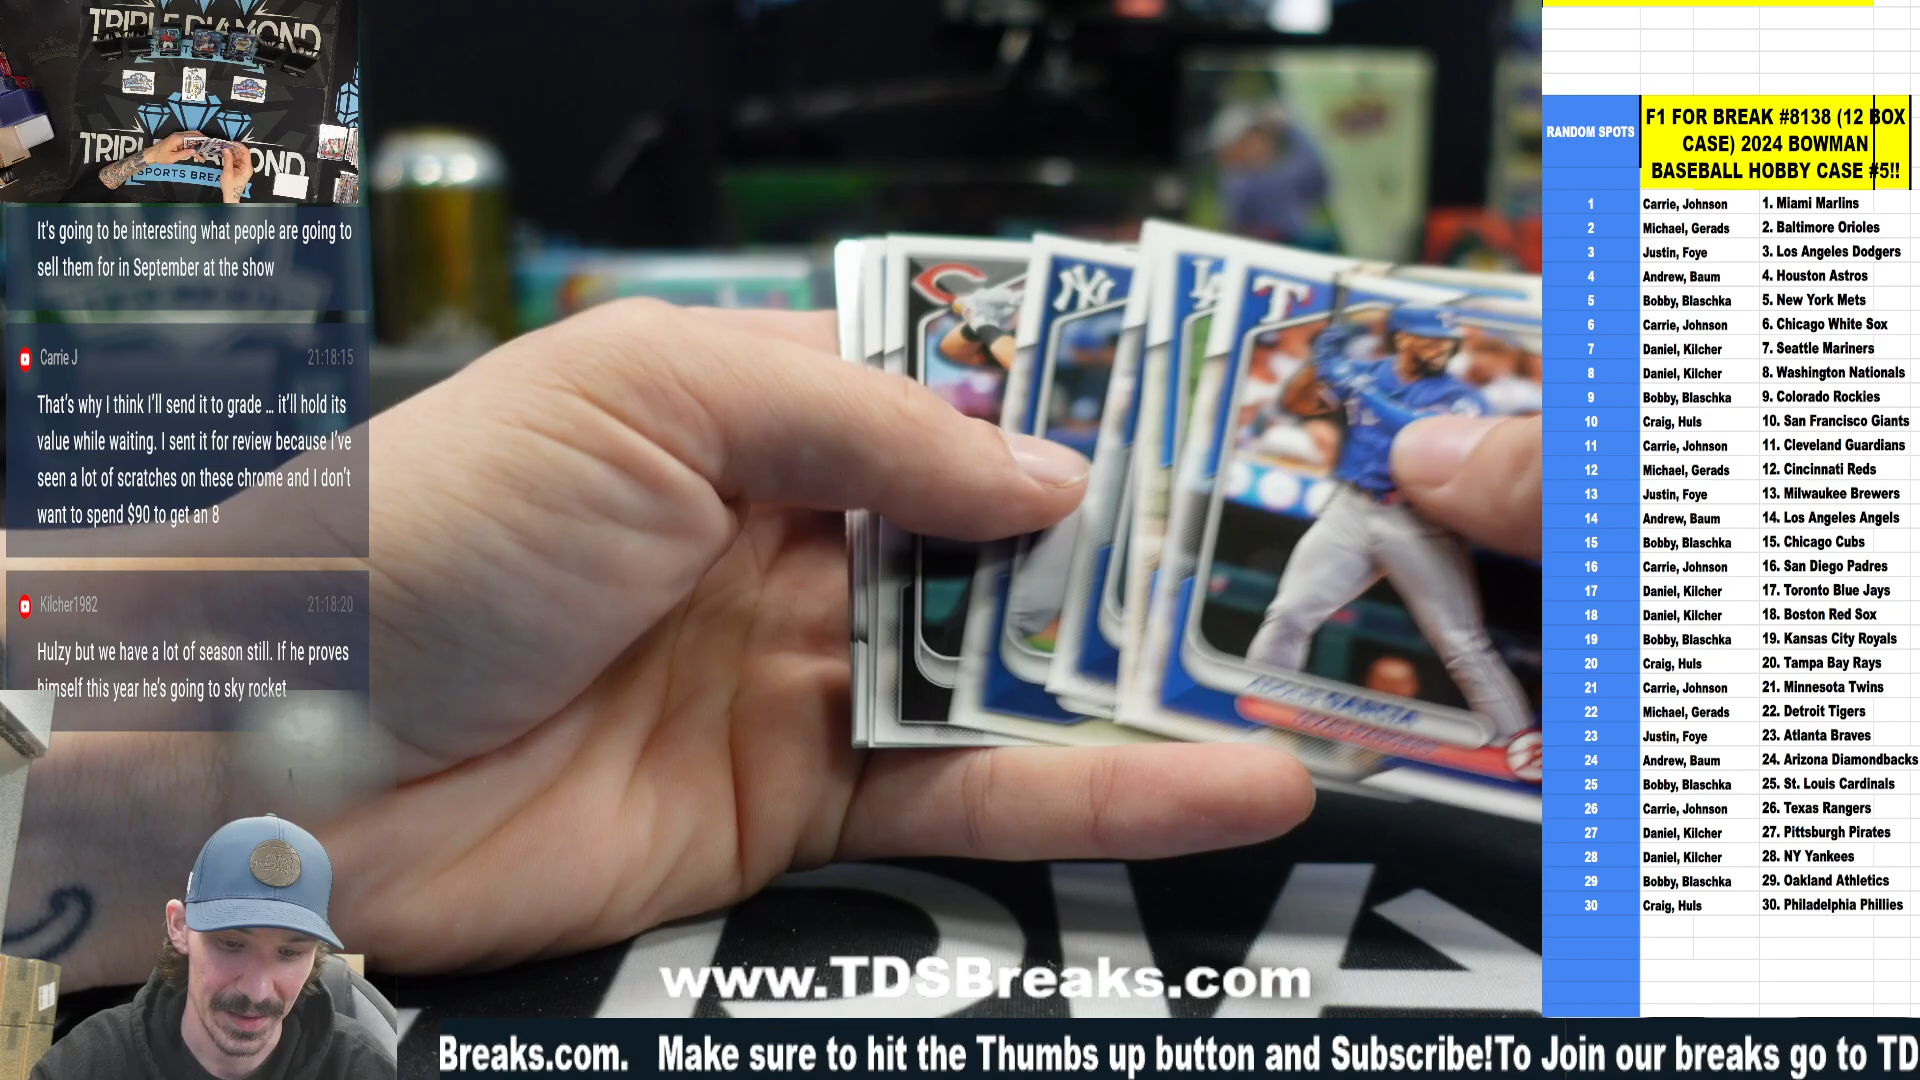 TRIPLE DIAMOND
TRIPLE DIAMOND
SPORTS BREAKS
It's going to be interesting what people are going to
sell them for in September at the show
Carrie J 21:18:15
That's why I think I'll send it to grade ... it'll hold its
value while waiting. I sent it for review because I've
seen a lot of scratches on these chrome and I don't
want to spend $90 to get an 8
Kilcher1982 21:18:20
Hulzy but we have a lot of season still. If he proves
himself this year he's going to sky rocket
C
NY
LA
T
GARCIA
www.TDSBreaks.com
Breaks.com. Make sure to hit the Thumbs up button and Subscribe!To Join our breaks go to TD
RANDOM SPOTS
F1 FOR BREAK #8138 (12 BOX
CASE) 2024 BOWMAN
BASEBALL HOBBY CASE #5!!
1 Carrie, Johnson 1. Miami Marlins
2 Michael, Gerads 2. Baltimore Orioles
3 Justin, Foye 3. Los Angeles Dodgers
4 Andrew, Baum 4. Houston Astros
5 Bobby, Blaschka 5. New York Mets
6 Carrie, Johnson 6. Chicago White Sox
7 Daniel, Kilcher 7. Seattle Mariners
8 Daniel, Kilcher 8. Washington Nationals
9 Bobby, Blaschka 9. Colorado Rockies
10 Craig, Huls 10. San Francisco Giants
11 Carrie, Johnson 11. Cleveland Guardians
12 Michael, Gerads 12. Cincinnati Reds
13 Justin, Foye 13. Milwaukee Brewers
14 Andrew, Baum 14. Los Angeles Angels
15 Bobby, Blaschka 15. Chicago Cubs
16 Carrie, Johnson 16. San Diego Padres
17 Daniel, Kilcher 17. Toronto Blue Jays
18 Daniel, Kilcher 18. Boston Red Sox
19 Bobby, Blaschka 19. Kansas City Royals
20 Craig, Huls 20. Tampa Bay Rays
21 Carrie, Johnson 21. Minnesota Twins
22 Michael, Gerads 22. Detroit Tigers
23 Justin, Foye 23. Atlanta Braves
24 Andrew, Baum 24. Arizona Diamondbacks
25 Bobby, Blaschka 25. St. Louis Cardinals
26 Carrie, Johnson 26. Texas Rangers
27 Daniel, Kilcher 27. Pittsburgh Pirates
28 Daniel, Kilcher 28. NY Yankees
29 Bobby, Blaschka 29. Oakland Athletics
30 Craig, Huls 30. Philadelphia Phillies